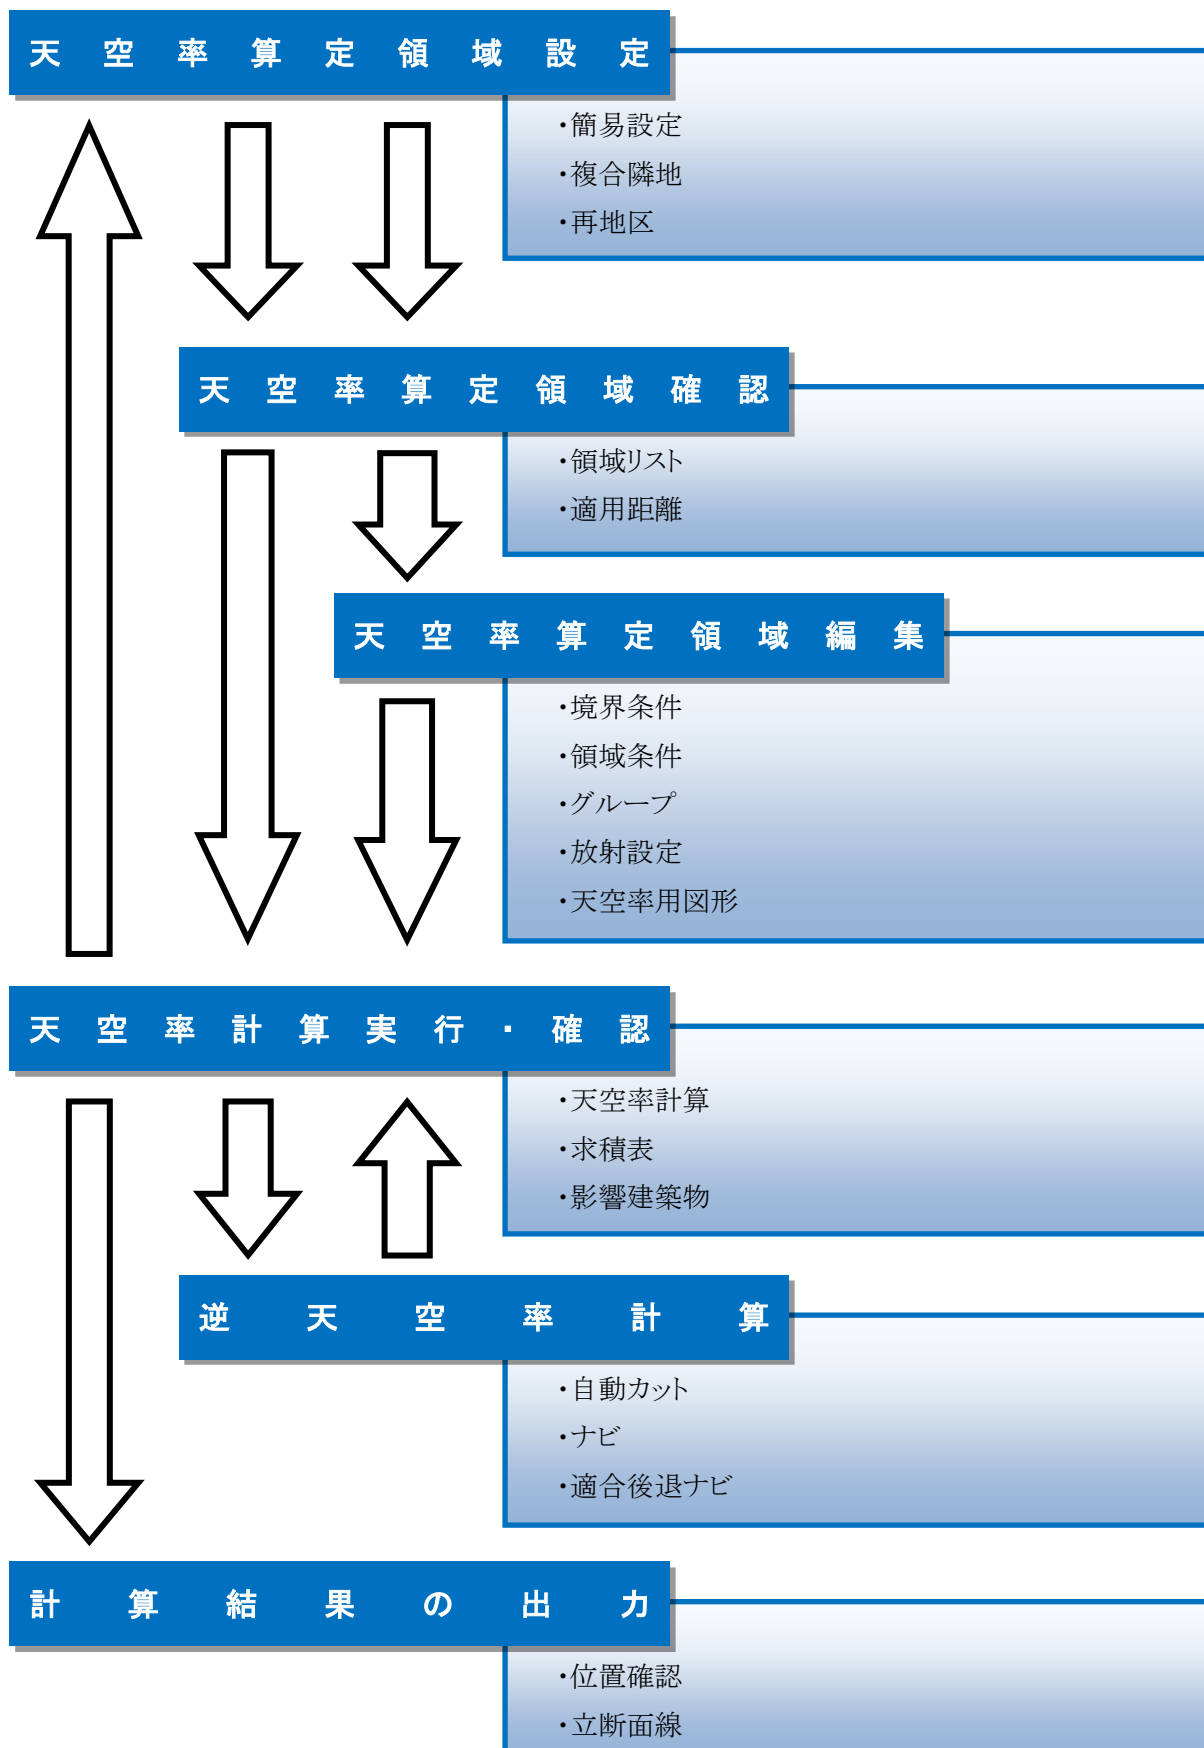 天空率算定領域設定
・簡易設定
・複合隣地
・再地区
天空率算定領域確認
・領域リスト
・適用距離
天空率算定領域編集
・境界条件
・領域条件
・グループ
・放射設定
・天空率用図形
天空率計算実行・確認
・天空率計算
・求積表
・影響建築物
逆天空率計算
・自動カット
・ナビ
・適合後退ナビ
計算結果の出力
・位置確認
・立断面線